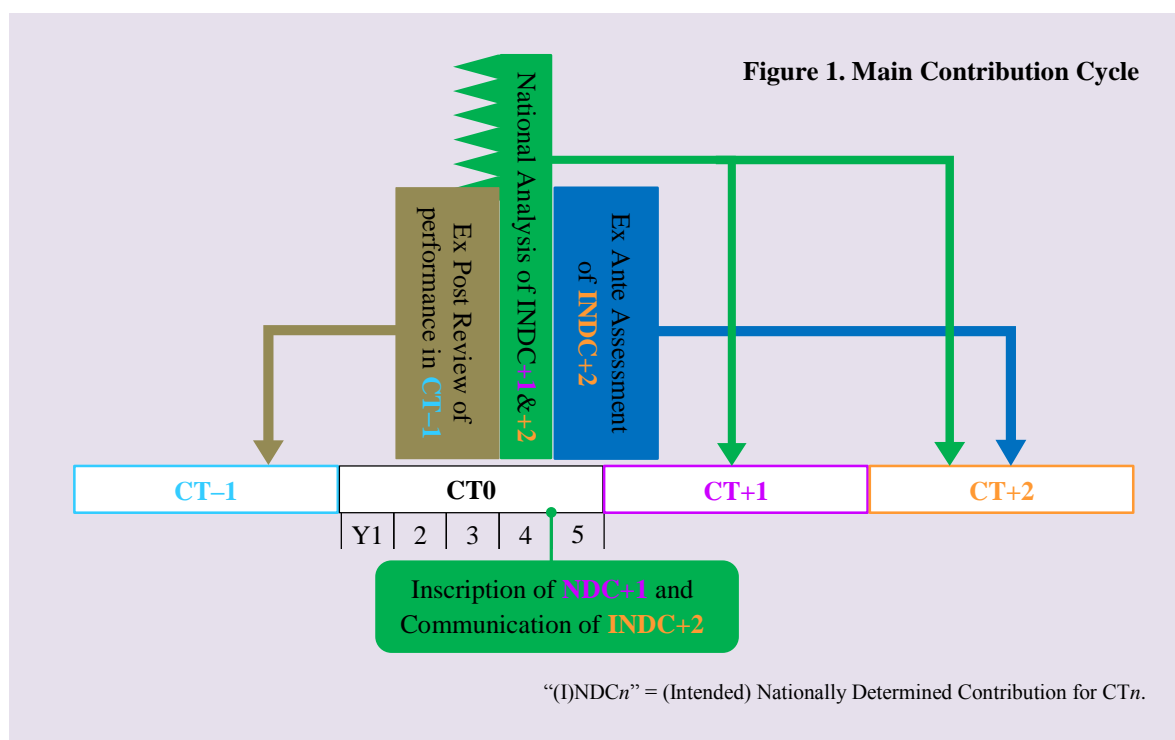 Figure 1. Main Contribution Cycle
National Analysis of INDC+1&+2
Ex Post Review of
performance in CT−1
Ex Ante Assessment
of INDC+2
CT−1
CT0
CT+1
CT+2
Y1
2
3
4
5
Inscription of NDC+1 and
Communication of INDC+2
“(I)NDCn” = (Intended) Nationally Determined Contribution for CTn.